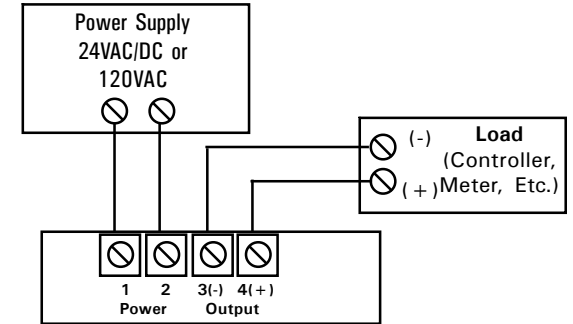 Power Supply
24VAC/DC or
120VAC
(-) Load
(Controller,
(+) Meter, Etc.)
1 2 3(-) 4(+)
Power Output